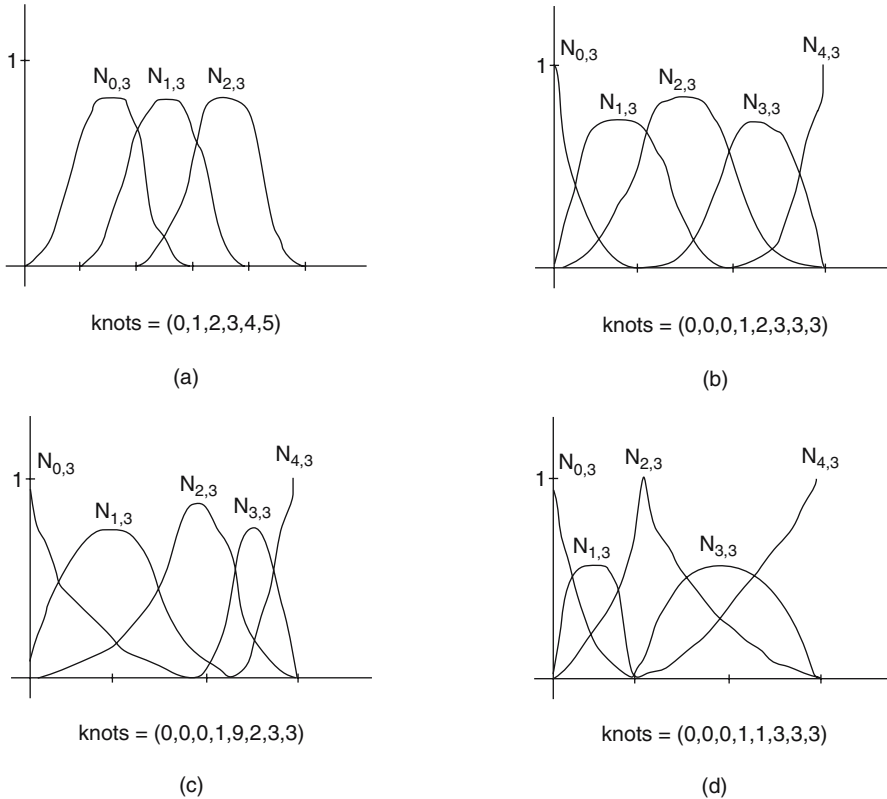 N0,3 N1,3 N2,3
1
knots = (0,1,2,3,4,5)
(a)
N0,3 N1,3 N2,3 N3,3 N4,3
1
knots = (0,0,0,1,2,3,3,3)
(b)
N0,3 N1,3 N2,3 N3,3 N4,3
1
knots = (0,0,0,1,9,2,3,3)
(c)
N0,3 N1,3 N2,3 N3,3 N4,3
1
knots = (0,0,0,1,1,3,3,3)
(d)